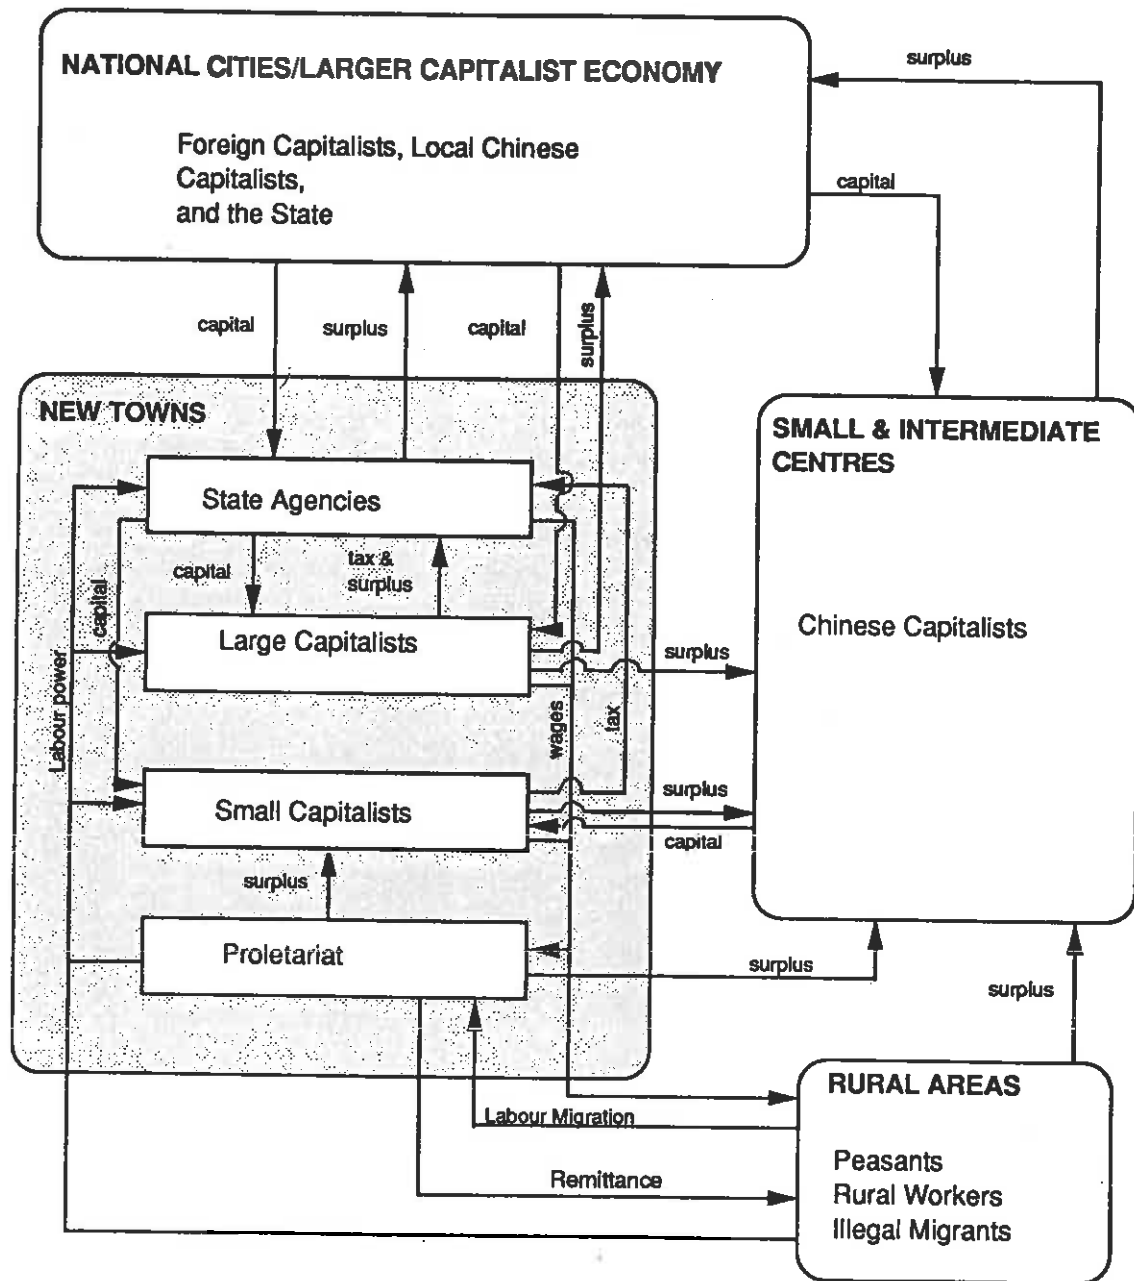 NATIONAL CITIES/LARGER CAPITALIST ECONOMY
Foreign Capitalists, Local Chinese
Capitalists,
and the State
surplus
capital
capital
surplus
capital
surplus
NEW TOWNS
State Agencies
capital
tax &
surplus
capital
Large Capitalists
Labour power
wages
tax
surplus
Small Capitalists
surplus
capital
surplus
Proletariat
surplus
SMALL & INTERMEDIATE
CENTRES
Chinese Capitalists
surplus
Labour Migration
Remittance
RURAL AREAS
Peasants
Rural Workers
Illegal Migrants